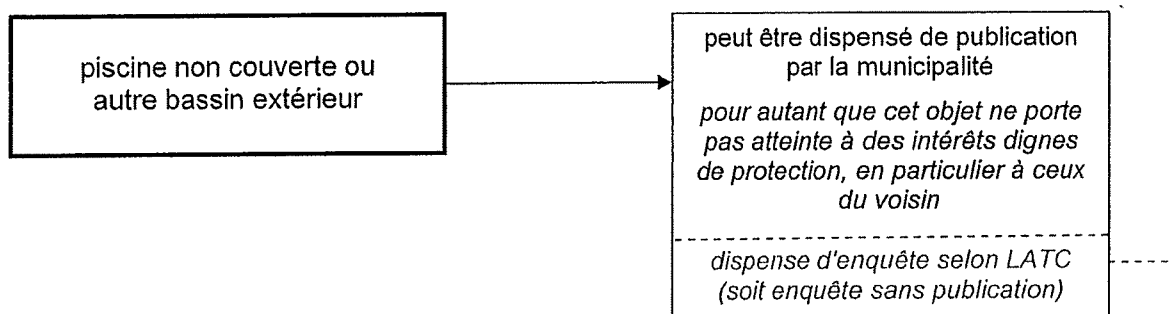 piscine non couverte ou
autre bassin extérieur
peut être dispensé de publication
par la municipalité
pour autant que cet objet ne porte
pas atteinte à des intérêts dignes
de protection, en particulier à ceux
du voisin
dispense d'enquête selon LATC
(soit enquête sans publication)